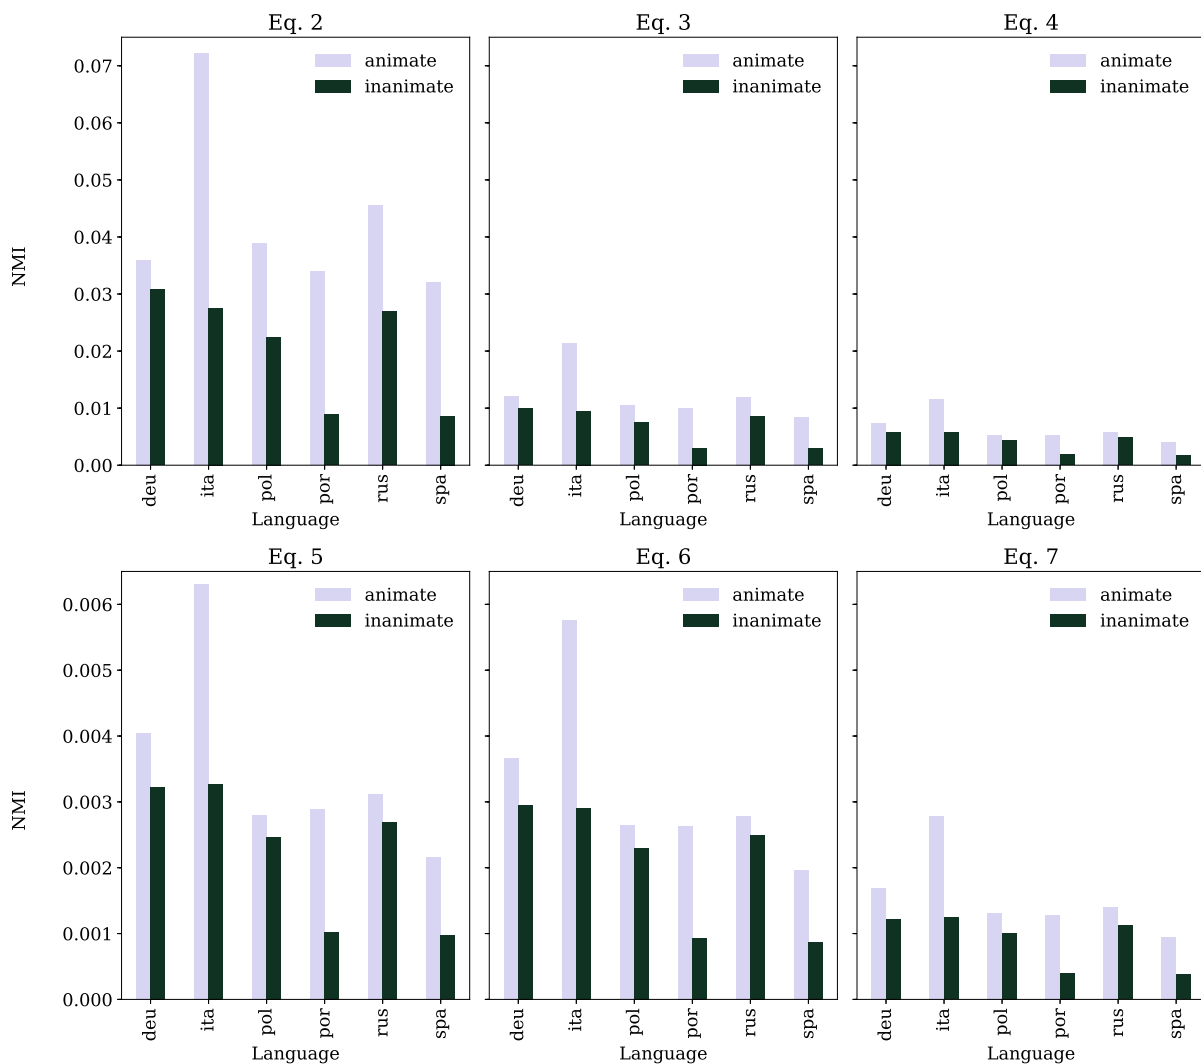 Eq. 2
Eq. 3
Eq. 4
animate
inanimate
animate
inanimate
animate
inanimate
0.07
0.06
0.05
0.04
0.03
0.02
0.01
0.00
NMI
deu
ita
pol
por
rus
spa
deu
ita
pol
por
rus
spa
deu
ita
pol
por
rus
spa
Language
Language
Language
Eq. 5
Eq. 6
Eq. 7
animate
inanimate
animate
inanimate
animate
inanimate
0.006
0.005
0.004
0.003
0.002
0.001
0.000
NMI
deu
ita
pol
por
rus
spa
deu
ita
pol
por
rus
spa
deu
ita
pol
por
rus
spa
Language
Language
Language